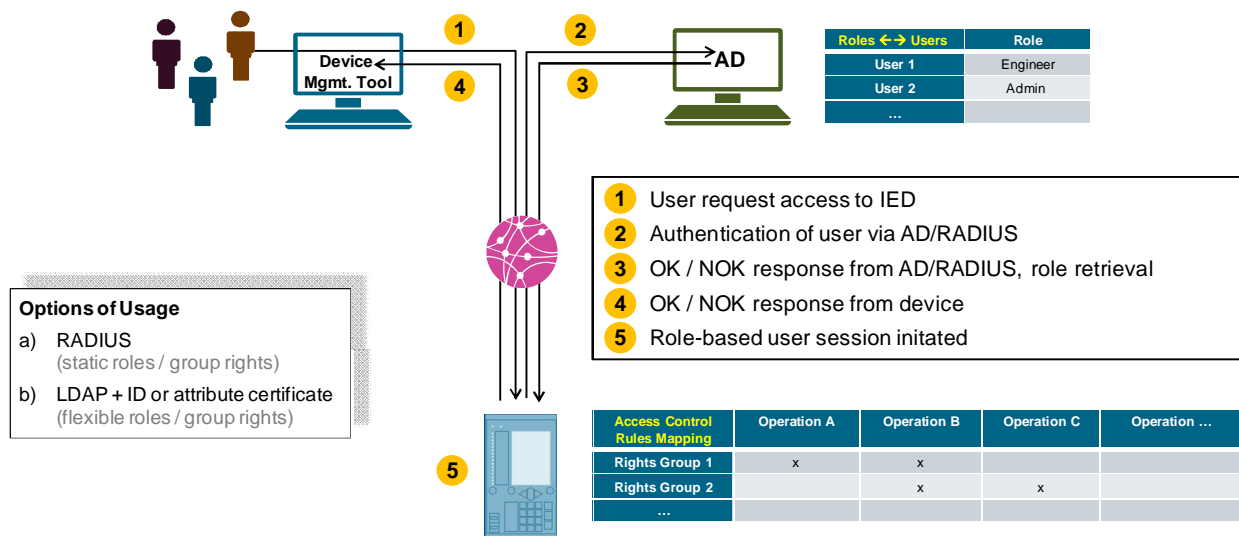 1
2
Device
Mgmt. Tool
4
AD
3
Roles ←→ Users Role
User 1 Engineer
User 2 Admin
…
1 User request access to IED
2 Authentication of user via AD/RADIUS
3 OK / NOK response from AD/RADIUS, role retrieval
4 OK / NOK response from device
5 Role-based user session initated
Options of Usage
a) RADIUS
(static roles / group rights)
b) LDAP + ID or attribute certificate
(flexible roles / group rights)
5
Access Control
Rules Mapping Operation A Operation B Operation C Operation …
Rights Group 1 x x
Rights Group 2 x x
…